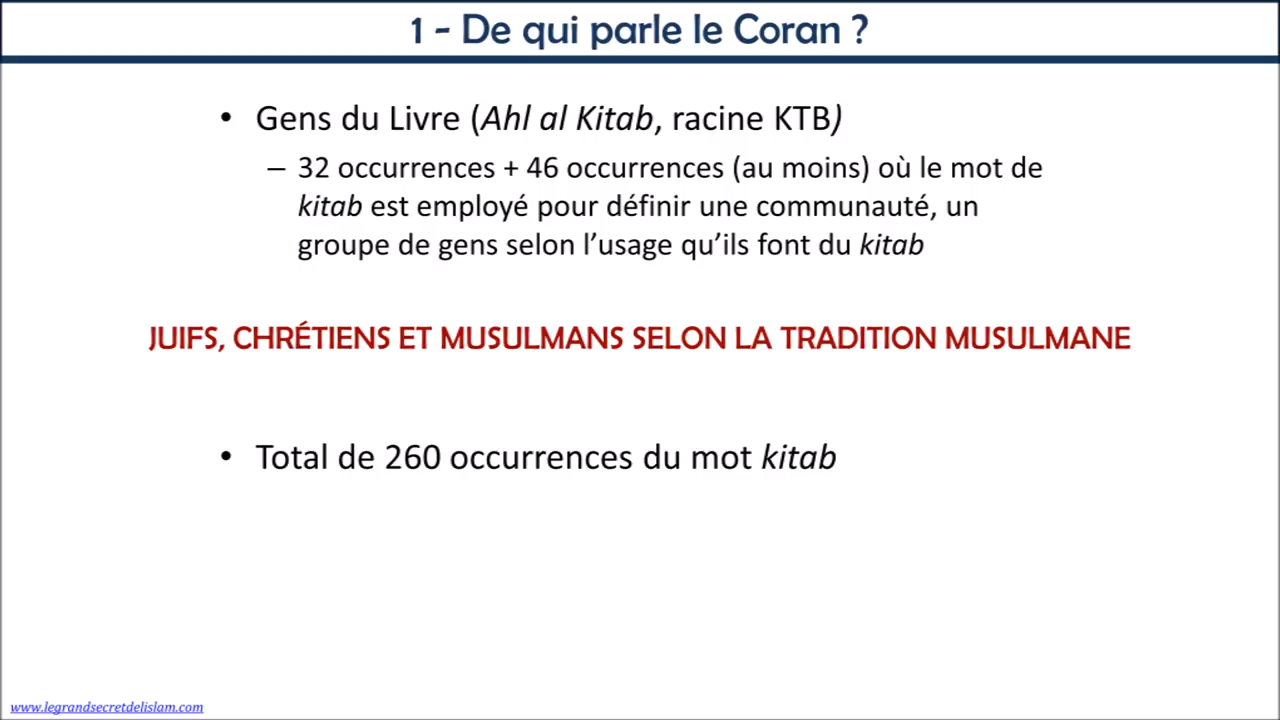 1 - De qui parle le Coran ?
• Gens du Livre (Ahl al Kitab, racine KTB)
– 32 occurrences + 46 occurrences (au moins) où le mot de
kitab est employé pour définir une communauté, un
groupe de gens selon l’usage qu’ils font du kitab
JUIFS, CHRÉTIENS ET MUSULMANS SELON LA TRADITION MUSULMANE
• Total de 260 occurrences du mot kitab
www.legrandsecretdelislam.com